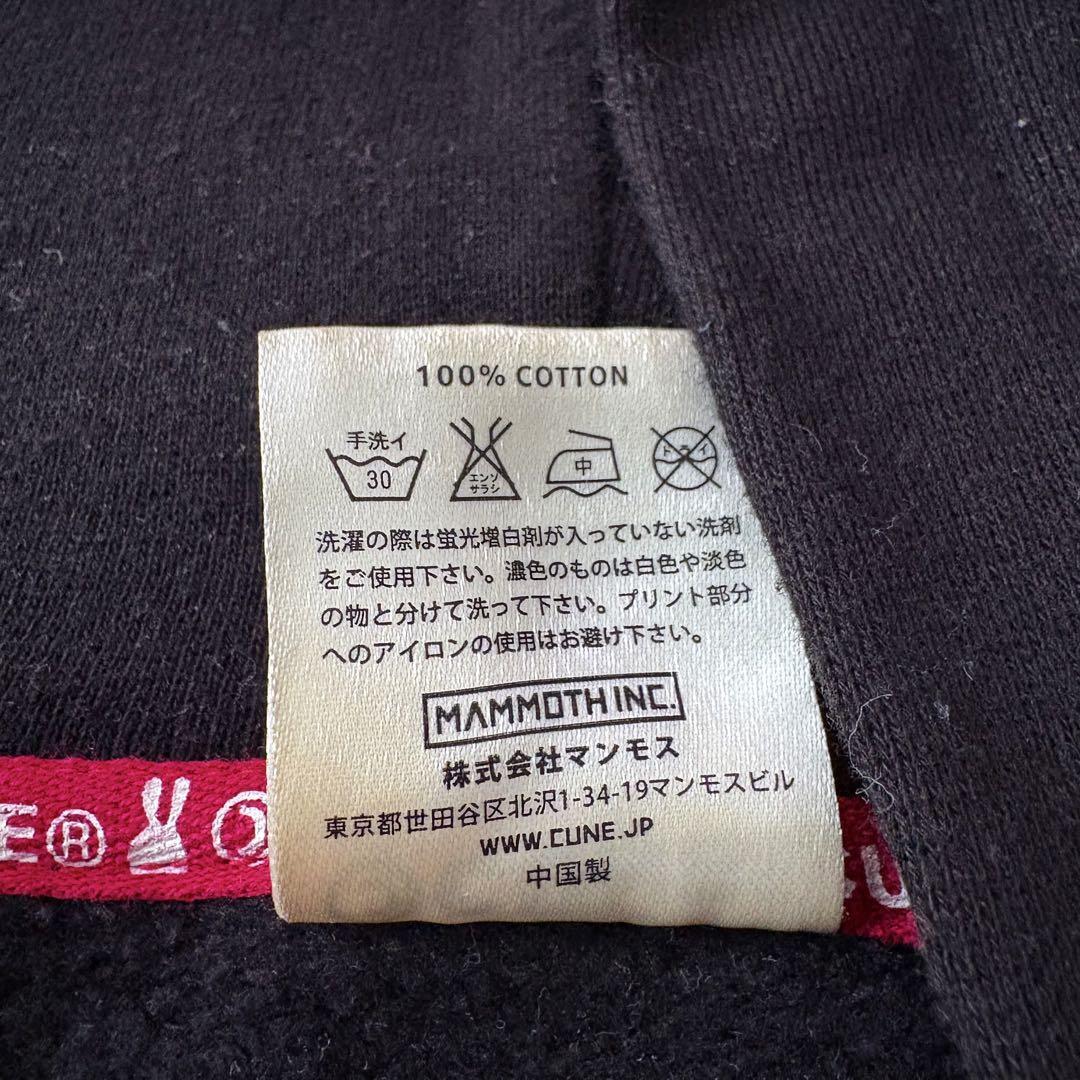 100% COTTON
手洗イ
30
エンソ
サラシ
中
ドライ
洗濯の際は蛍光増白剤が入っていない洗剤
をご使用下さい。濃色のものは白色や淡色
の物と分けて洗って下さい。プリント部分
へのアイロンの使用はお避け下さい。
MAMMOTH INC.
株式会社マンモス
東京都世田谷区北沢1-34-19マンモスビル
WWW.CUNE.JP
中国製
E®
CU